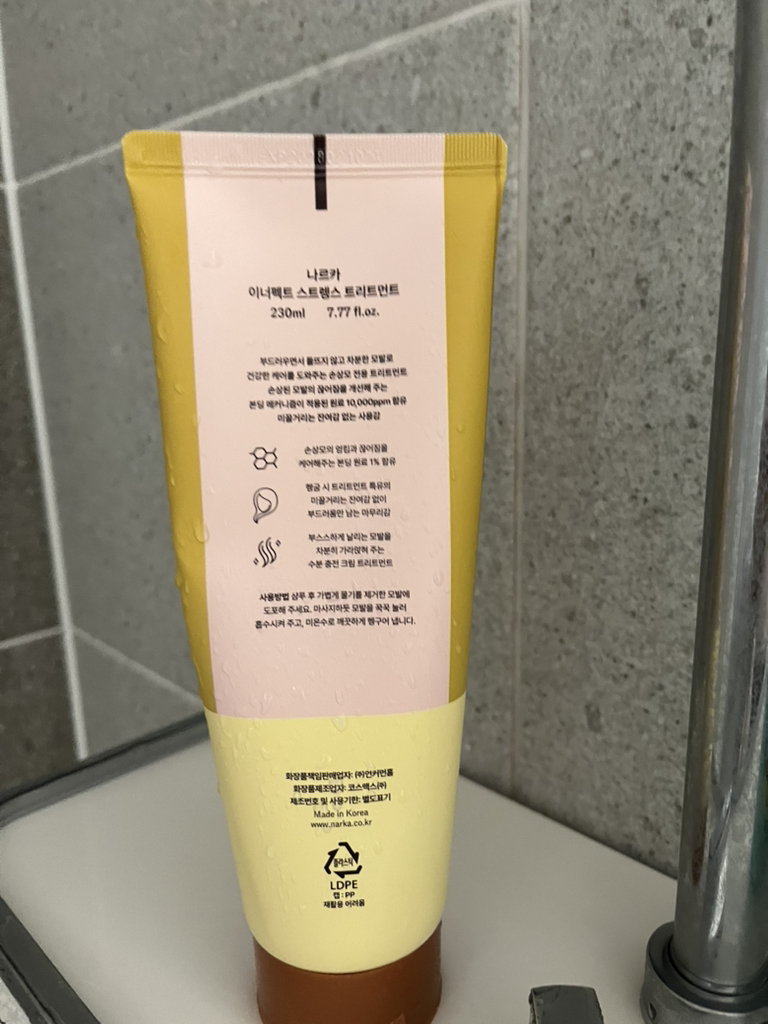 나르카
이너펙트 스트렝스 트리트먼트
230ml 7.77 fl.oz.
부드러우면서 들뜨지 않고 차분한 모발로
건강한 케어를 도와주는 손상모 전용 트리트먼트
손상된 모발의 끊어짐을 개선해 주는
본딩 메커니즘이 적용된 원료 10,000ppm 함유
미끌거리는 잔여감 없는 사용감
손상모의 엉킴과 끊어짐을
케어해주는 본딩 원료 1% 함유
헹굼 시 트리트먼트 특유의
미끌거리는 잔여감 없이
부드러움만 남는 마무리감
부스스하게 날리는 모발을
차분히 가라앉혀 주는
수분 충전 크림 트리트먼트
사용방법 샴푸 후 가볍게 물기를 제거한 모발에
도포해 주세요. 마사지하듯 모발을 꾹꾹 눌러
흡수시켜 주고, 미온수로 깨끗하게 헹구어 냅니다.
화장품책임판매업자: (주)언커먼홈
화장품제조업자: 코스맥스(주)
제조번호 및 사용기한: 별도표기
Made in Korea
www.narka.co.kr
플라스틱
LDPE
캡 : PP
재활용 어려움